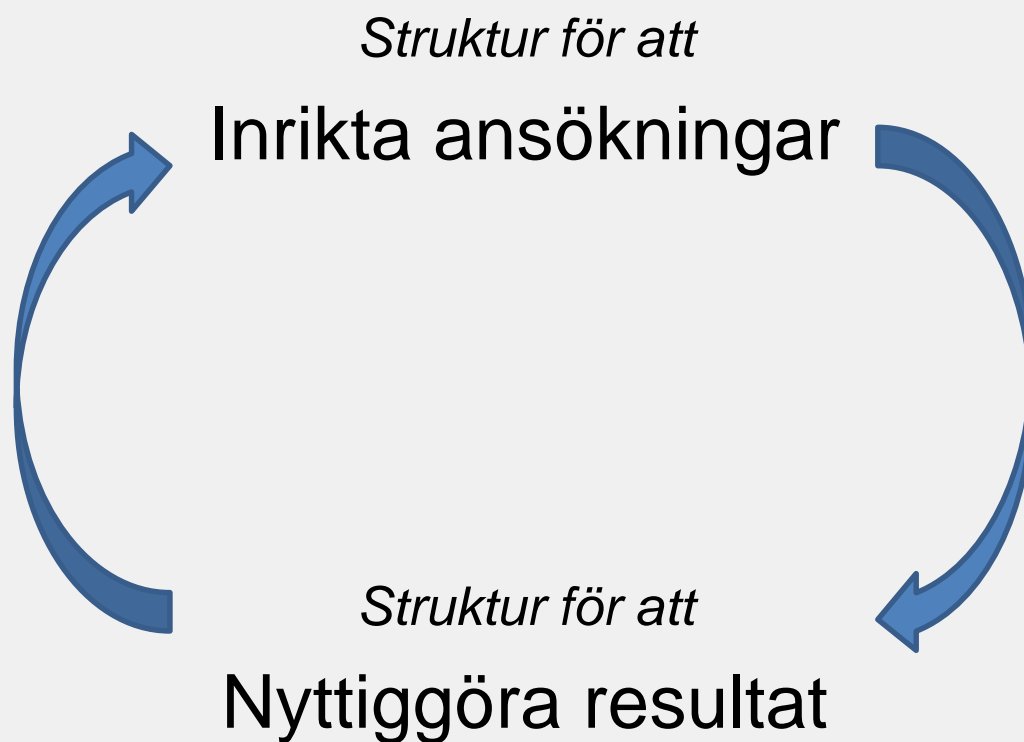 Struktur för att
Inrikta ansökningar
Struktur för att
Nyttiggöra resultat